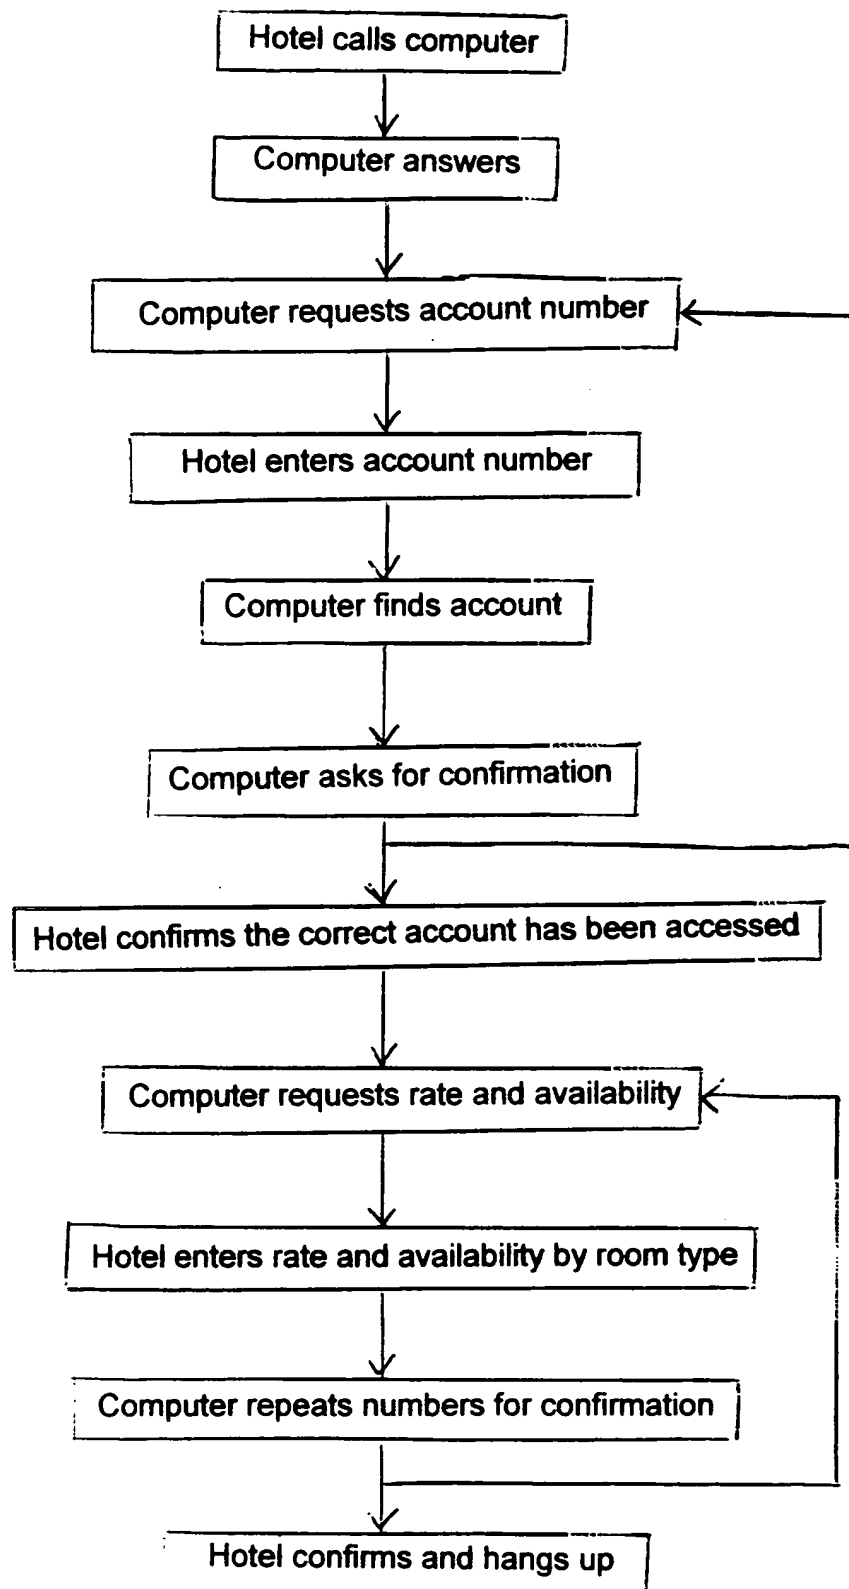 Hotel calls computer
Computer answers
Computer requests account number
Hotel enters account number
Computer finds account
Computer asks for confirmation
Hotel confirms the correct account has been accessed
Computer requests rate and availability
Hotel enters rate and availability by room type
Computer repeats numbers for confirmation
Hotel confirms and hangs up